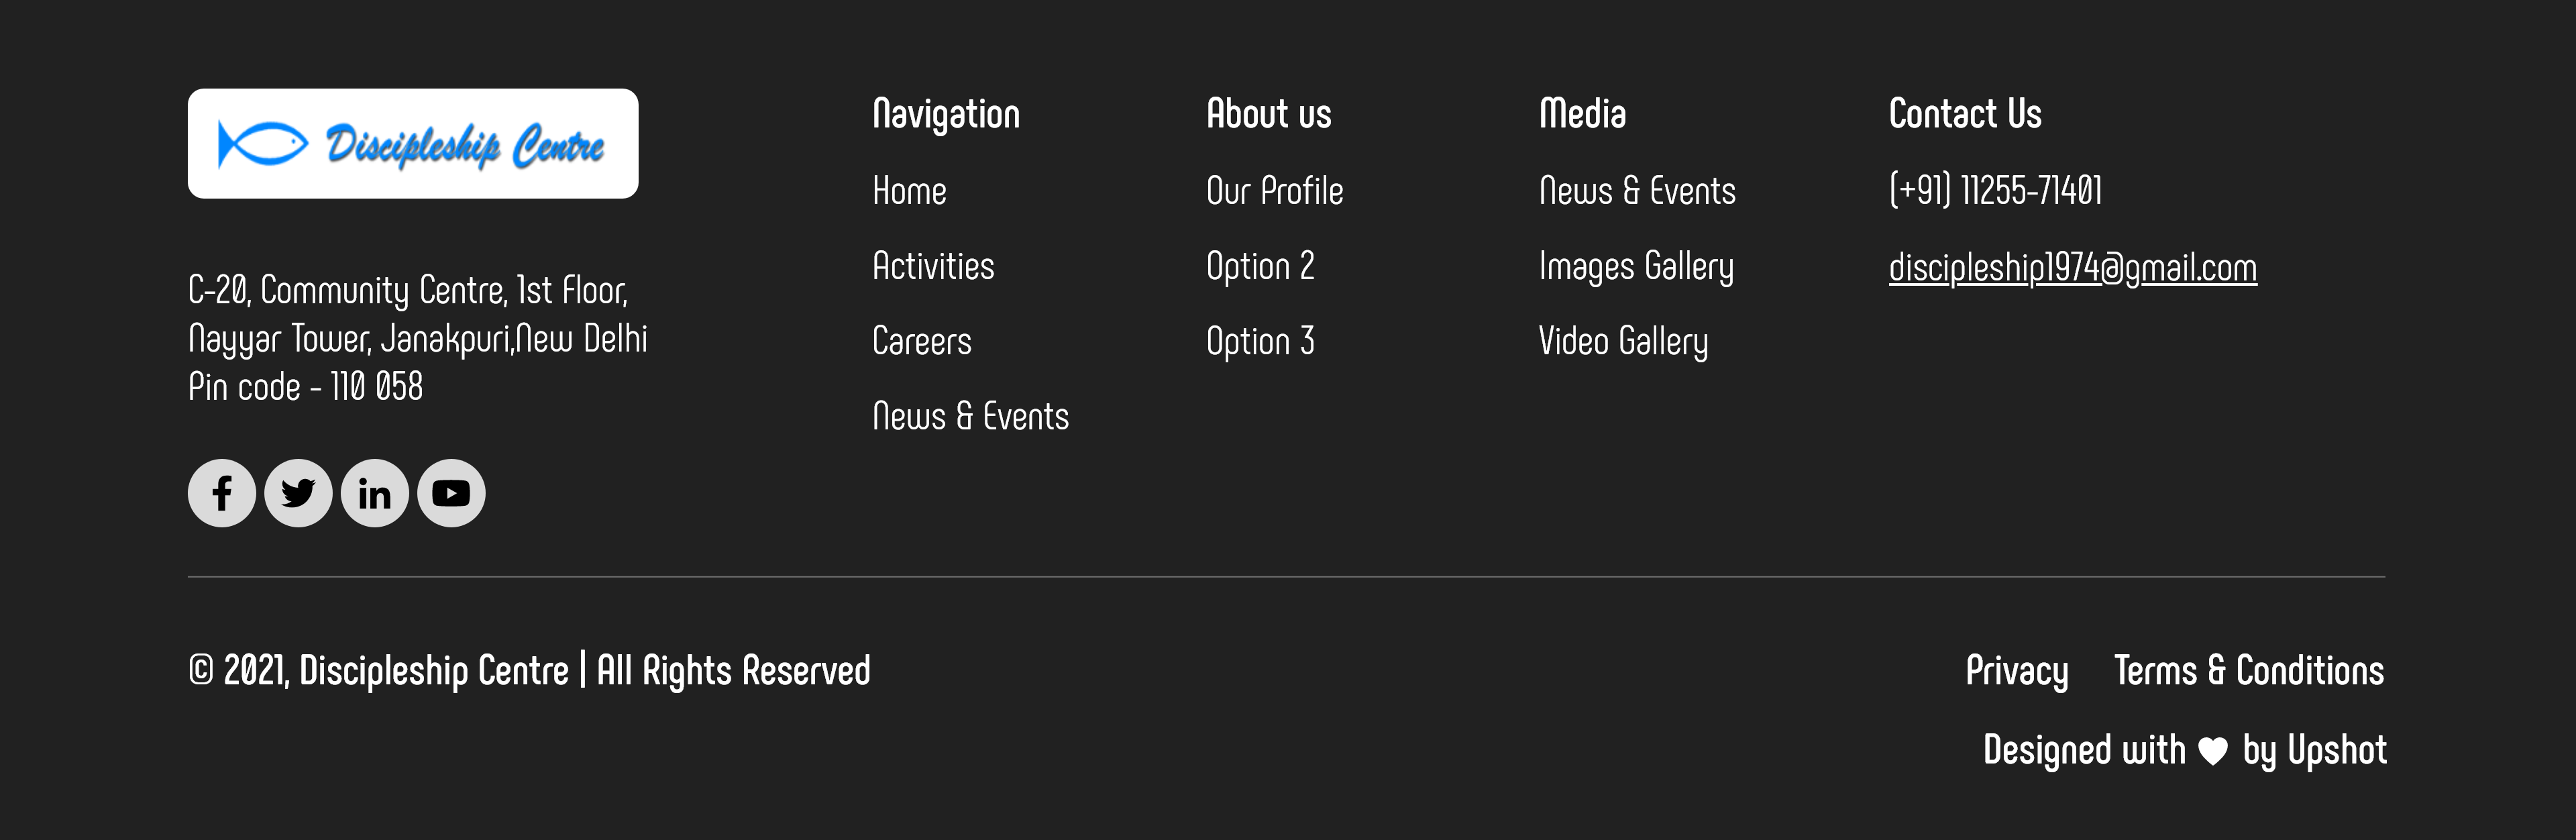 Discipleship Centre
C-20, Community Centre, 1st Floor,
Nayyar Tower, Janakpuri,New Delhi
Pin code - 110 058
Navigation
Home
Activities
Careers
News & Events
About us
Our Profile
Option 2
Option 3
Media
News & Events
Images Gallery
Video Gallery
Contact Us
(+91) 11255-71401
discipleship1974@gmail.com
© 2021, Discipleship Centre | All Rights Reserved
Privacy Terms & Conditions
Designed with ♥ by Upshot